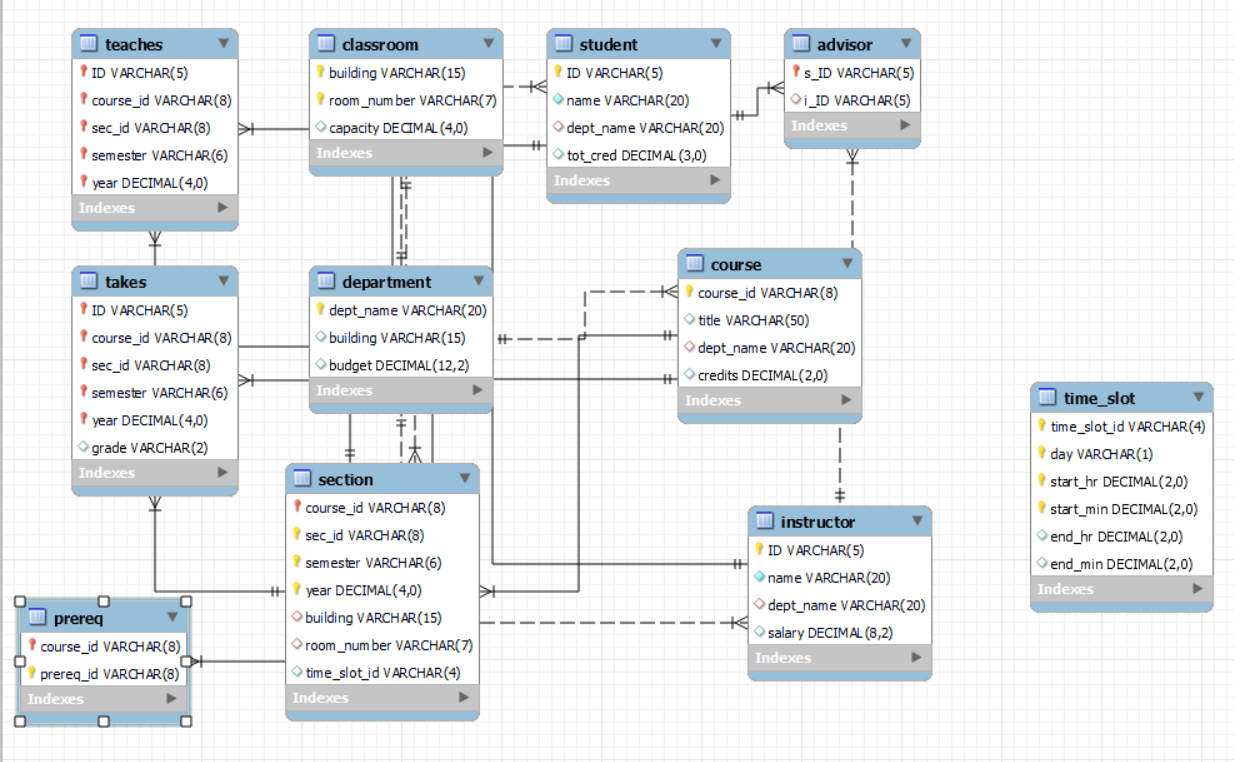 teaches
ID VARCHAR(5)
course_id VARCHAR(8)
sec_id VARCHAR(8)
semester VARCHAR(6)
year DECIMAL(4,0)
Indexes
classroom
building VARCHAR(15)
room_number VARCHAR(7)
capacity DECIMAL(4,0)
Indexes
student
ID VARCHAR(5)
name VARCHAR(20)
dept_name VARCHAR(20)
tot_cred DECIMAL(3,0)
Indexes
advisor
s_ID VARCHAR(5)
i_ID VARCHAR(5)
Indexes
takes
ID VARCHAR(5)
course_id VARCHAR(8)
sec_id VARCHAR(8)
semester VARCHAR(6)
year DECIMAL(4,0)
grade VARCHAR(2)
Indexes
department
dept_name VARCHAR(20)
building VARCHAR(15)
budget DECIMAL(12,2)
Indexes
course
course_id VARCHAR(8)
title VARCHAR(50)
dept_name VARCHAR(20)
credits DECIMAL(2,0)
Indexes
time_slot
time_slot_id VARCHAR(4)
day VARCHAR(1)
start_hr DECIMAL(2,0)
start_min DECIMAL(2,0)
end_hr DECIMAL(2,0)
end_min DECIMAL(2,0)
Indexes
section
course_id VARCHAR(8)
sec_id VARCHAR(8)
semester VARCHAR(6)
year DECIMAL(4,0)
building VARCHAR(15)
room_number VARCHAR(7)
time_slot_id VARCHAR(4)
Indexes
instructor
ID VARCHAR(5)
name VARCHAR(20)
dept_name VARCHAR(20)
salary DECIMAL(8,2)
Indexes
prereq
course_id VARCHAR(8)
prereq_id VARCHAR(8)
Indexes